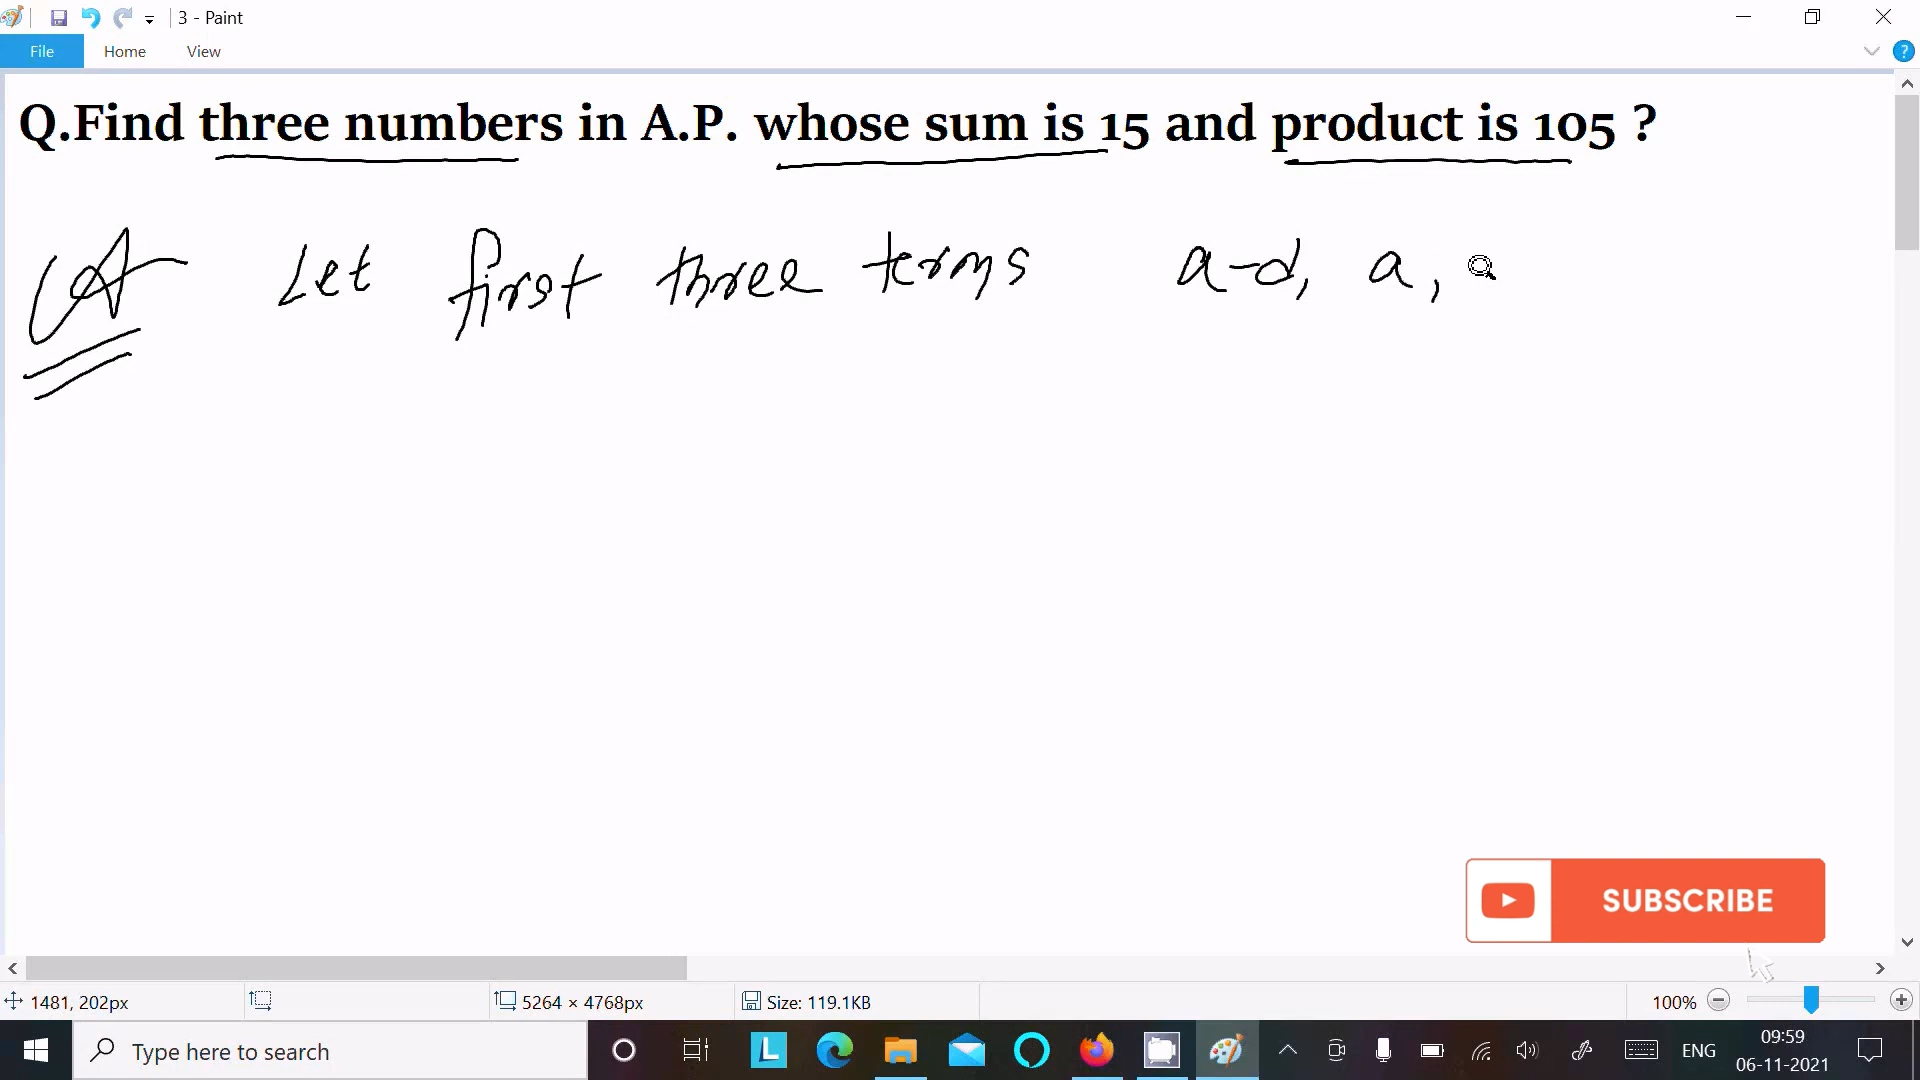 3 - Paint
File Home View
Q.Find three numbers in A.P. whose sum is 15 and product is 105 ?
Let first three terms a-d, a, a
SUBSCRIBE
1481, 202px 5264 × 4768px Size: 119.1KB 100%
Type here to search
ENG
09:59
06-11-2021